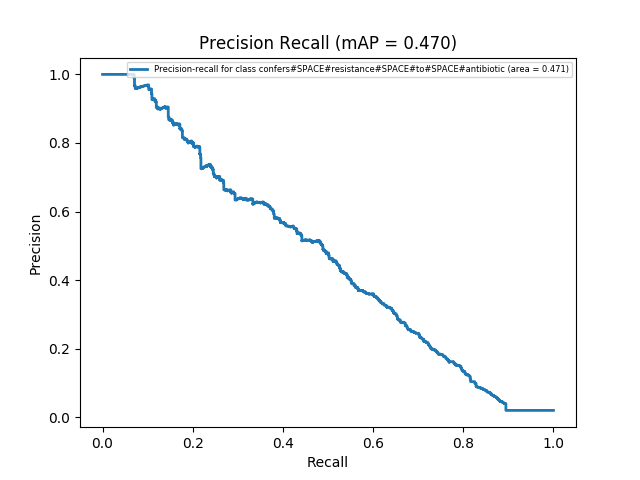 Precision Recall (mAP = 0.470)
Precision-recall for class confers#SPACE#resistance#SPACE#to#SPACE#antibiotic (area = 0.471)
1.0
0.8
0.6
0.4
0.2
0.0
Precision
0.0 0.2 0.4 0.6 0.8 1.0
Recall